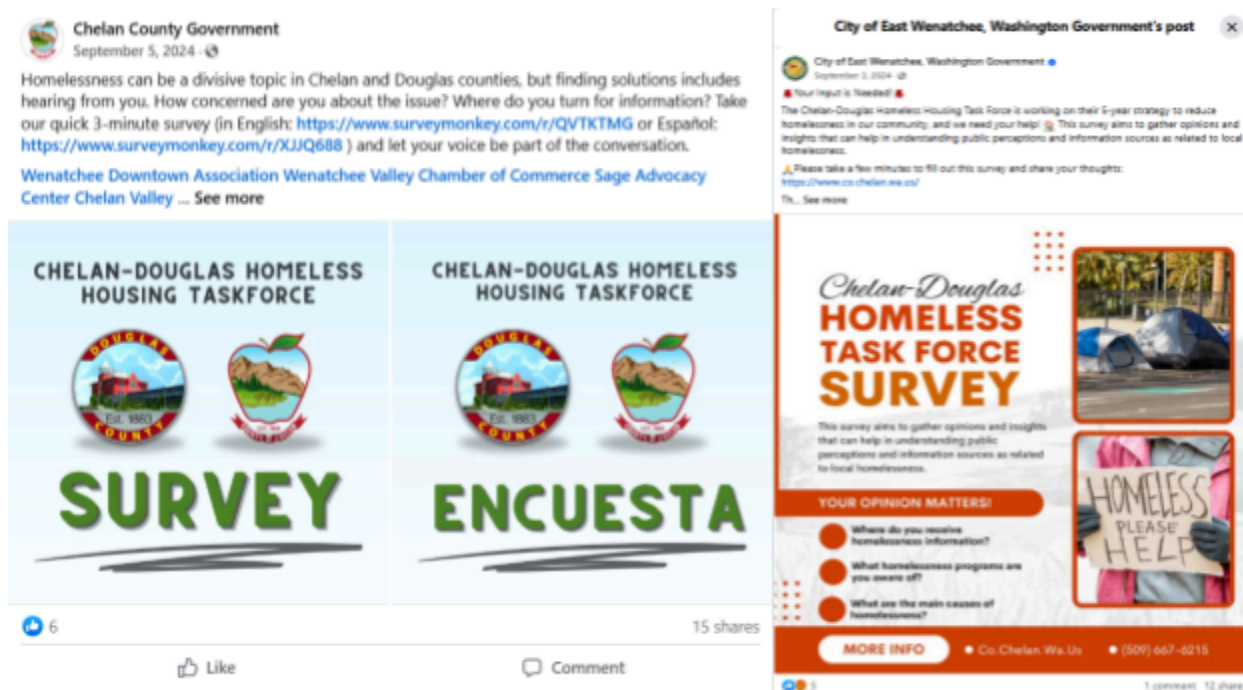 Chelan County Government
September 5, 2024 ·
Homelessness can be a divisive topic in Chelan and Douglas counties, but finding solutions includes
hearing from you. How concerned are you about the issue? Where do you turn for information? Take
our quick 3-minute survey (in English: https://www.surveymonkey.com/r/QVTKTMG or Español:
https://www.surveymonkey.com/r/XJJQ688 ) and let your voice be part of the conversation.
Wenatchee Downtown Association Wenatchee Valley Chamber of Commerce Sage Advocacy
Center Chelan Valley ... See more
CHELAN-DOUGLAS HOMELESS
HOUSING TASKFORCE
DOUGLAS
Est. 1883
COUNTY
SURVEY
CHELAN-DOUGLAS HOMELESS
HOUSING TASKFORCE
DOUGLAS
Est. 1883
COUNTY
ENCUESTA
6
15 shares
Like
Comment
City of East Wenatchee, Washington Government's post
City of East Wenatchee, Washington Government
September 3, 2024 ·
Your Input is Needed!
The Chelan-Douglas Homeless Housing Task Force is working on their 5-year strategy to reduce
homelessness in our community, and we need your help! This survey aims to gather opinions and
insights that can help in understanding public perceptions and information sources as related to local
homelessness.
Please take a few minutes to fill out this survey and share your thoughts:
https://www.co.chelan.wa.us/
Th... See more
Chelan-Douglas
HOMELESS
TASK FORCE
SURVEY
This survey aims to gather opinions and insights
that can help in understanding public
perceptions and information sources as related
to local homelessness.
YOUR OPINION MATTERS!
Where do you receive
homelessness information?
What homelessness programs are
you aware of?
What are the main causes of
homelessness?
HOMELESS
PLEASE
HELP
MORE INFO
Co.Chelan.Wa.Us
(509) 667-6215
5
1 comment 12 share